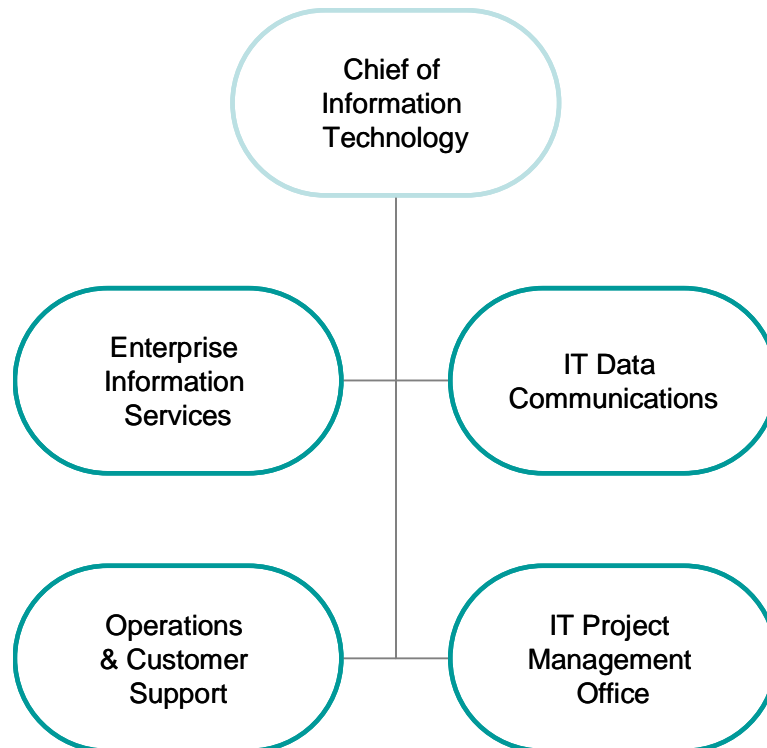 Chief of
Information
Technology
Enterprise
Information
Services
IT Data
Communications
Operations
& Customer
Support
IT Project
Management
Office